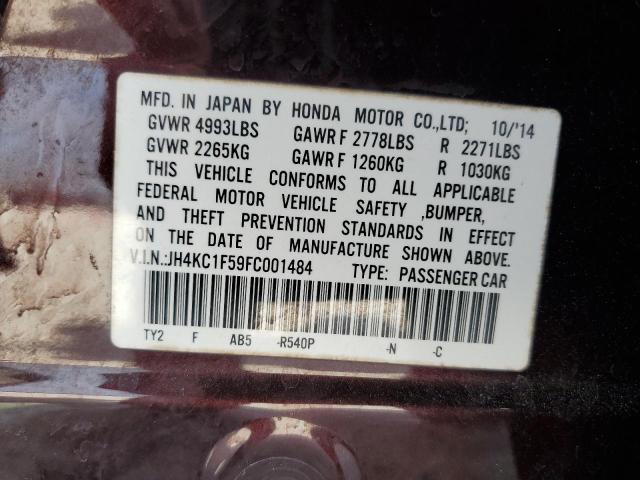 MFD. IN JAPAN BY HONDA MOTOR CO.,LTD; 10/'14
GVWR 4993LBS GAWR F 2778LBS R 2271LBS
GVWR 2265KG GAWR F 1260KG R 1030KG
THIS VEHICLE CONFORMS TO ALL APPLICABLE
FEDERAL MOTOR VEHICLE SAFETY ,BUMPER,
AND THEFT PREVENTION STANDARDS IN EFFECT
ON THE DATE OF MANUFACTURE SHOWN ABOVE.
V.I.N.:JH4KC1F59FC001484 TYPE: PASSENGER CAR
TY2 F AB5 -R540P -N -C